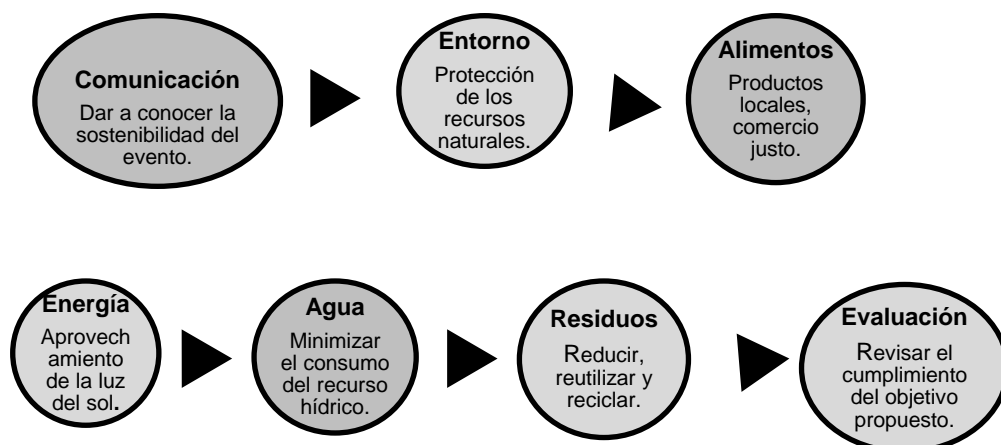 Comunicación
Dar a conocer la
sostenibilidad del
evento.
Entorno
Protección
de los
recursos
naturales.
Alimentos
Productos
locales,
comercio
justo.
Energía
Aprovech
amiento
de la luz
del sol.
Agua
Minimizar
el consumo
del recurso
hídrico.
Residuos
Reducir,
reutilizar y
reciclar.
Evaluación
Revisar el
cumplimiento
del objetivo
propuesto.